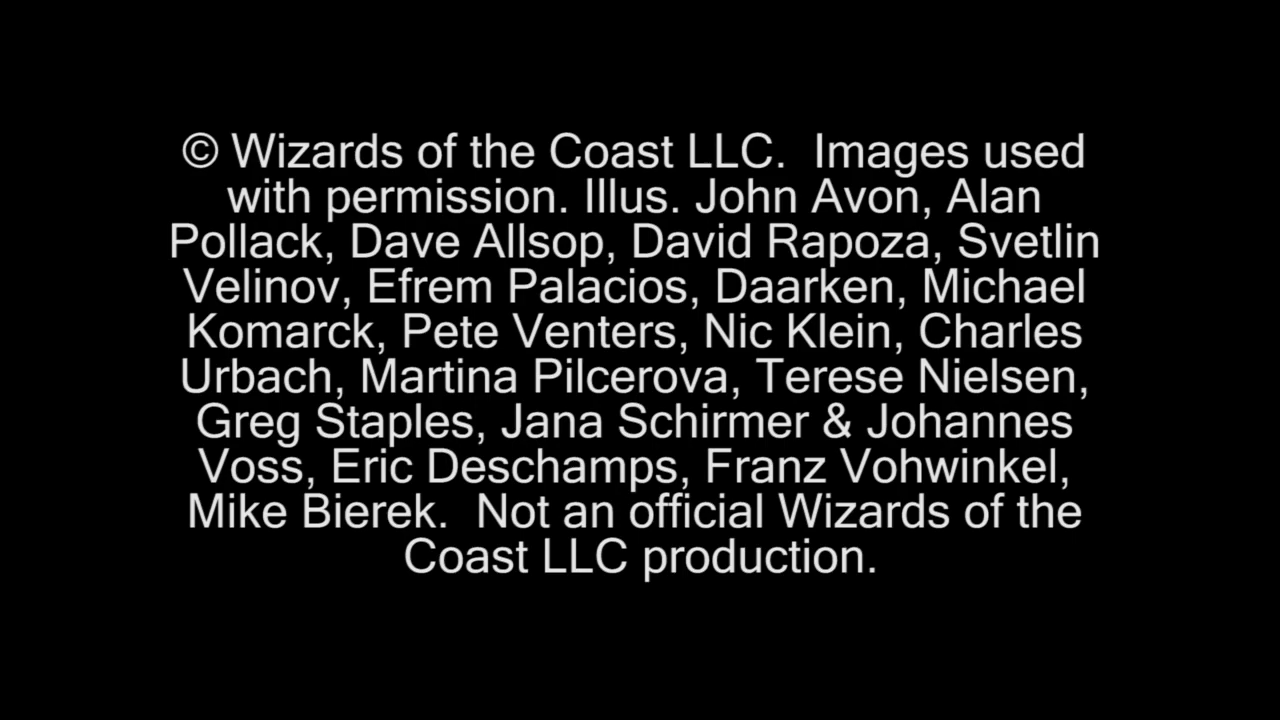 © Wizards of the Coast LLC.  Images used
with permission. Illus. John Avon, Alan
Pollack, Dave Allsop, David Rapoza, Svetlin
Velinov, Efrem Palacios, Daarken, Michael
Komarck, Pete Venters, Nic Klein, Charles
Urbach, Martina Pilcerova, Terese Nielsen,
Greg Staples, Jana Schirmer & Johannes
Voss, Eric Deschamps, Franz Vohwinkel,
Mike Bierek.  Not an official Wizards of the
Coast LLC production.